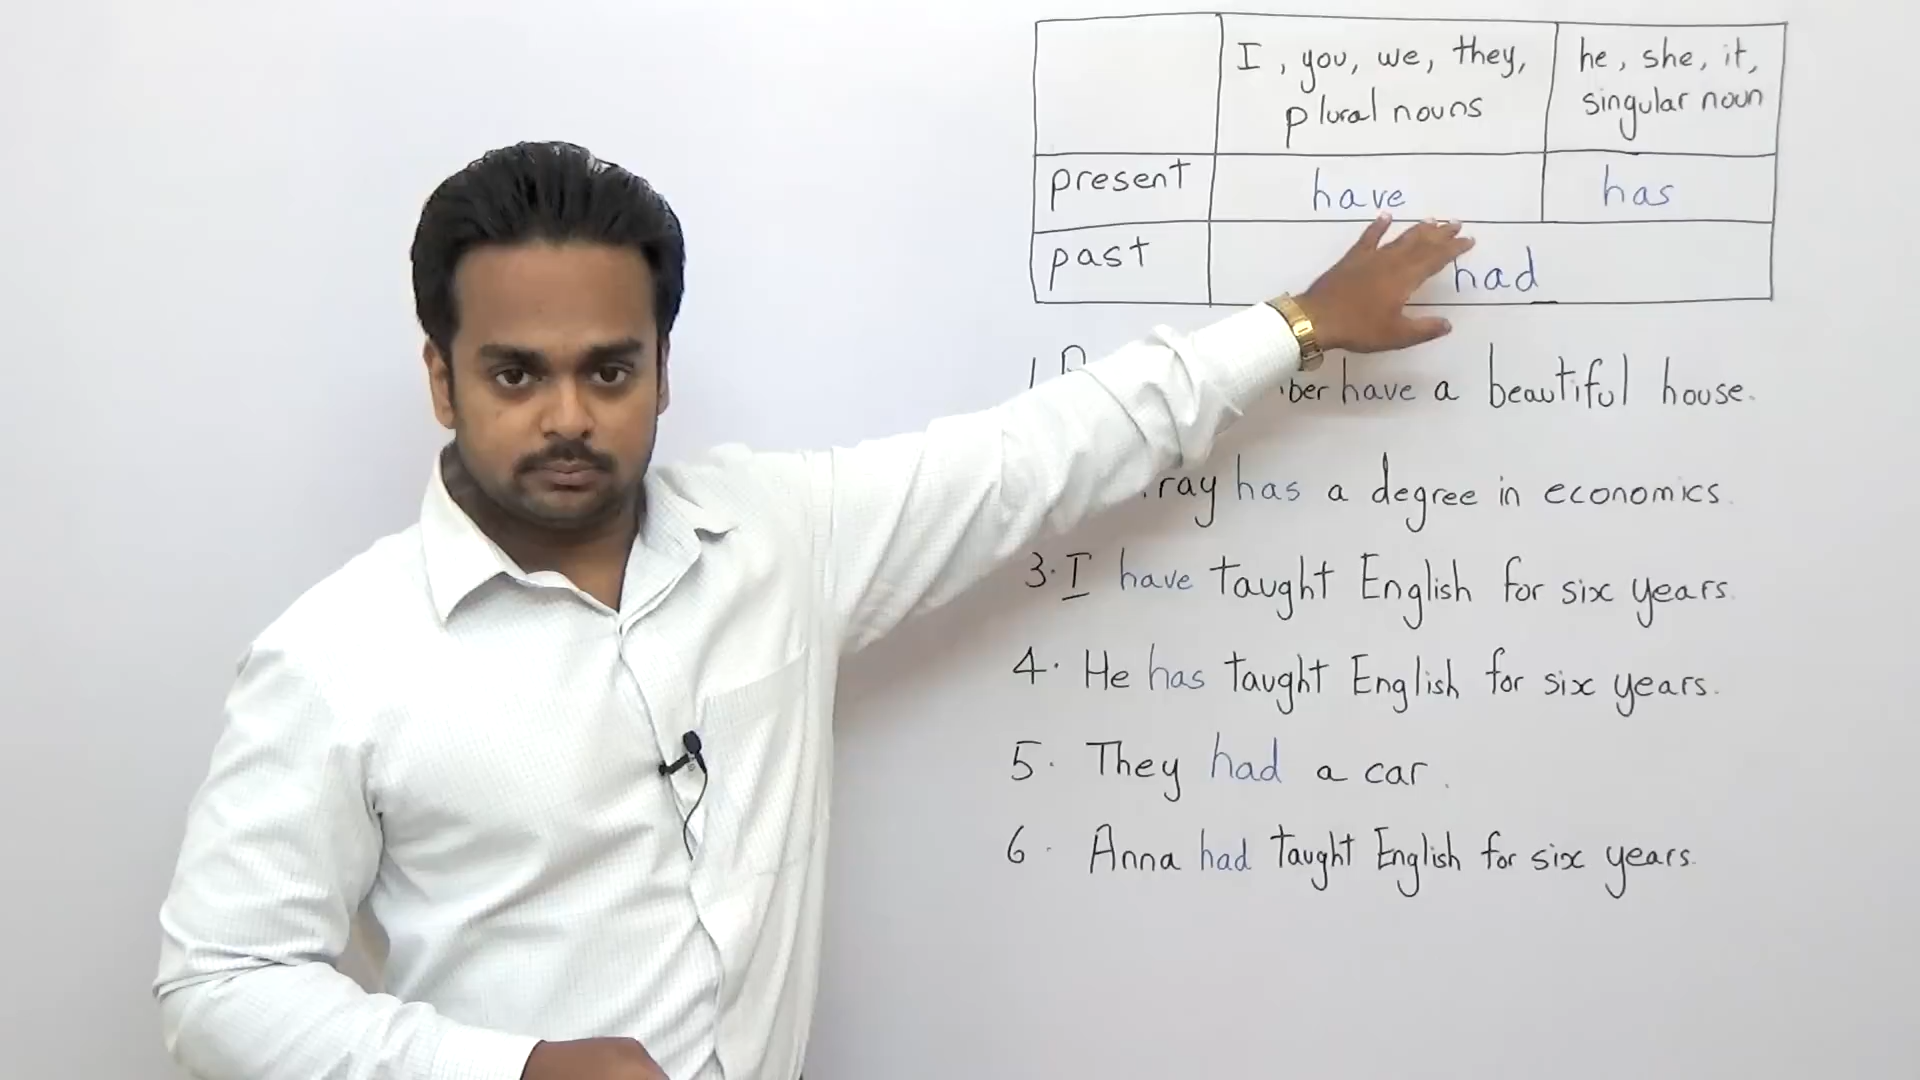 I, you, we, they,
plural nouns
he, she, it,
singular noun
present have has
past had
1 have a beautiful house.
has a degree in economics.
3. I have taught English for six years.
4. He has taught English for six years.
5. They had a car.
6. Anna had taught English for six years.